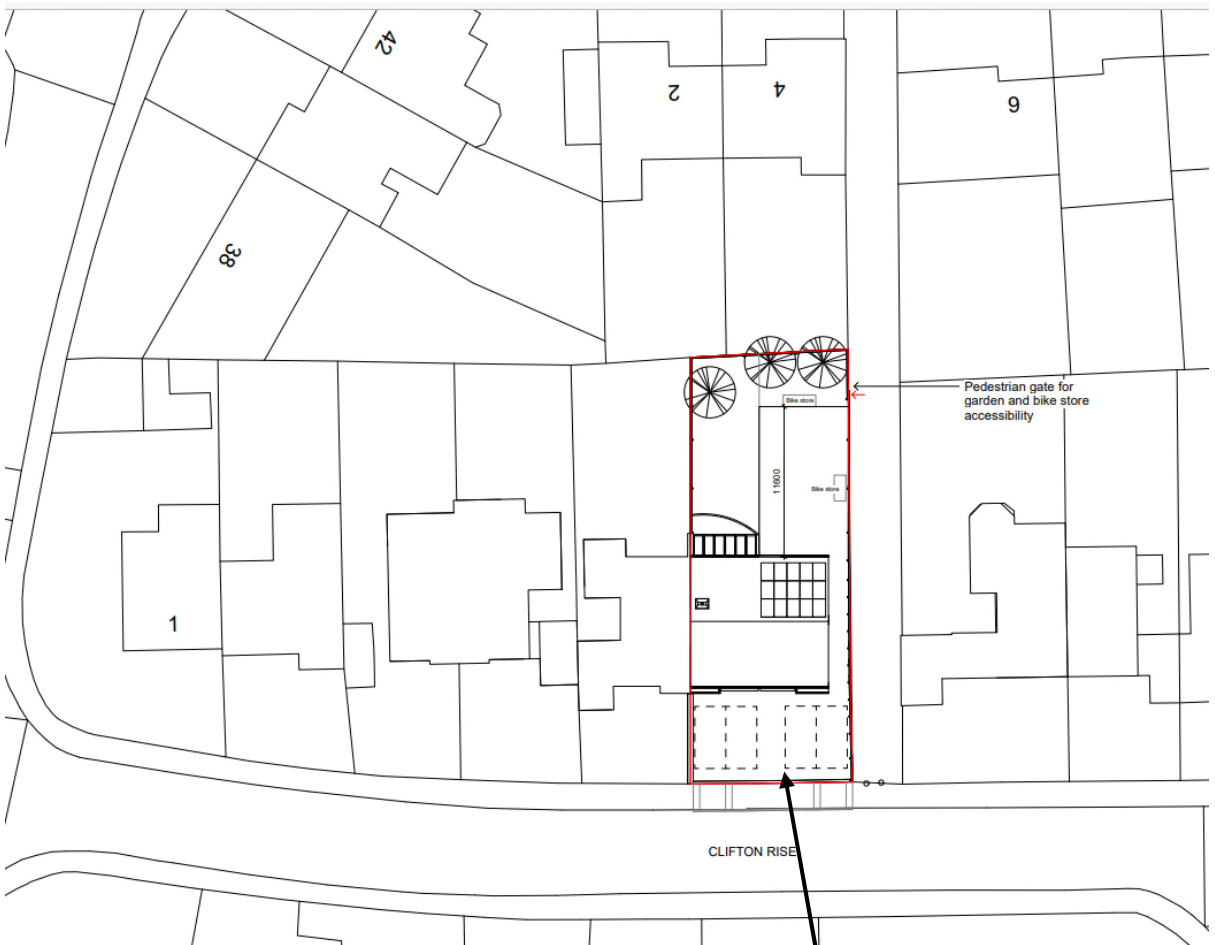 42
2
4
6
38
Pedestrian gate for
garden and bike store
accessibility
Bike store
11600
Bike store
1
CLIFTON RISE